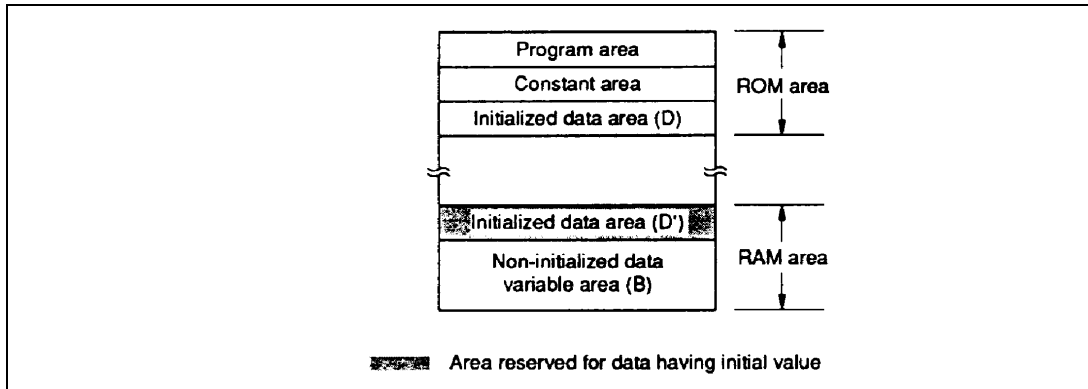 Program area
Constant area
ROM area
Initialized data area (D)
Initialized data area (D')
Non-initialized data
variable area (B)
RAM area
Area reserved for data having initial value